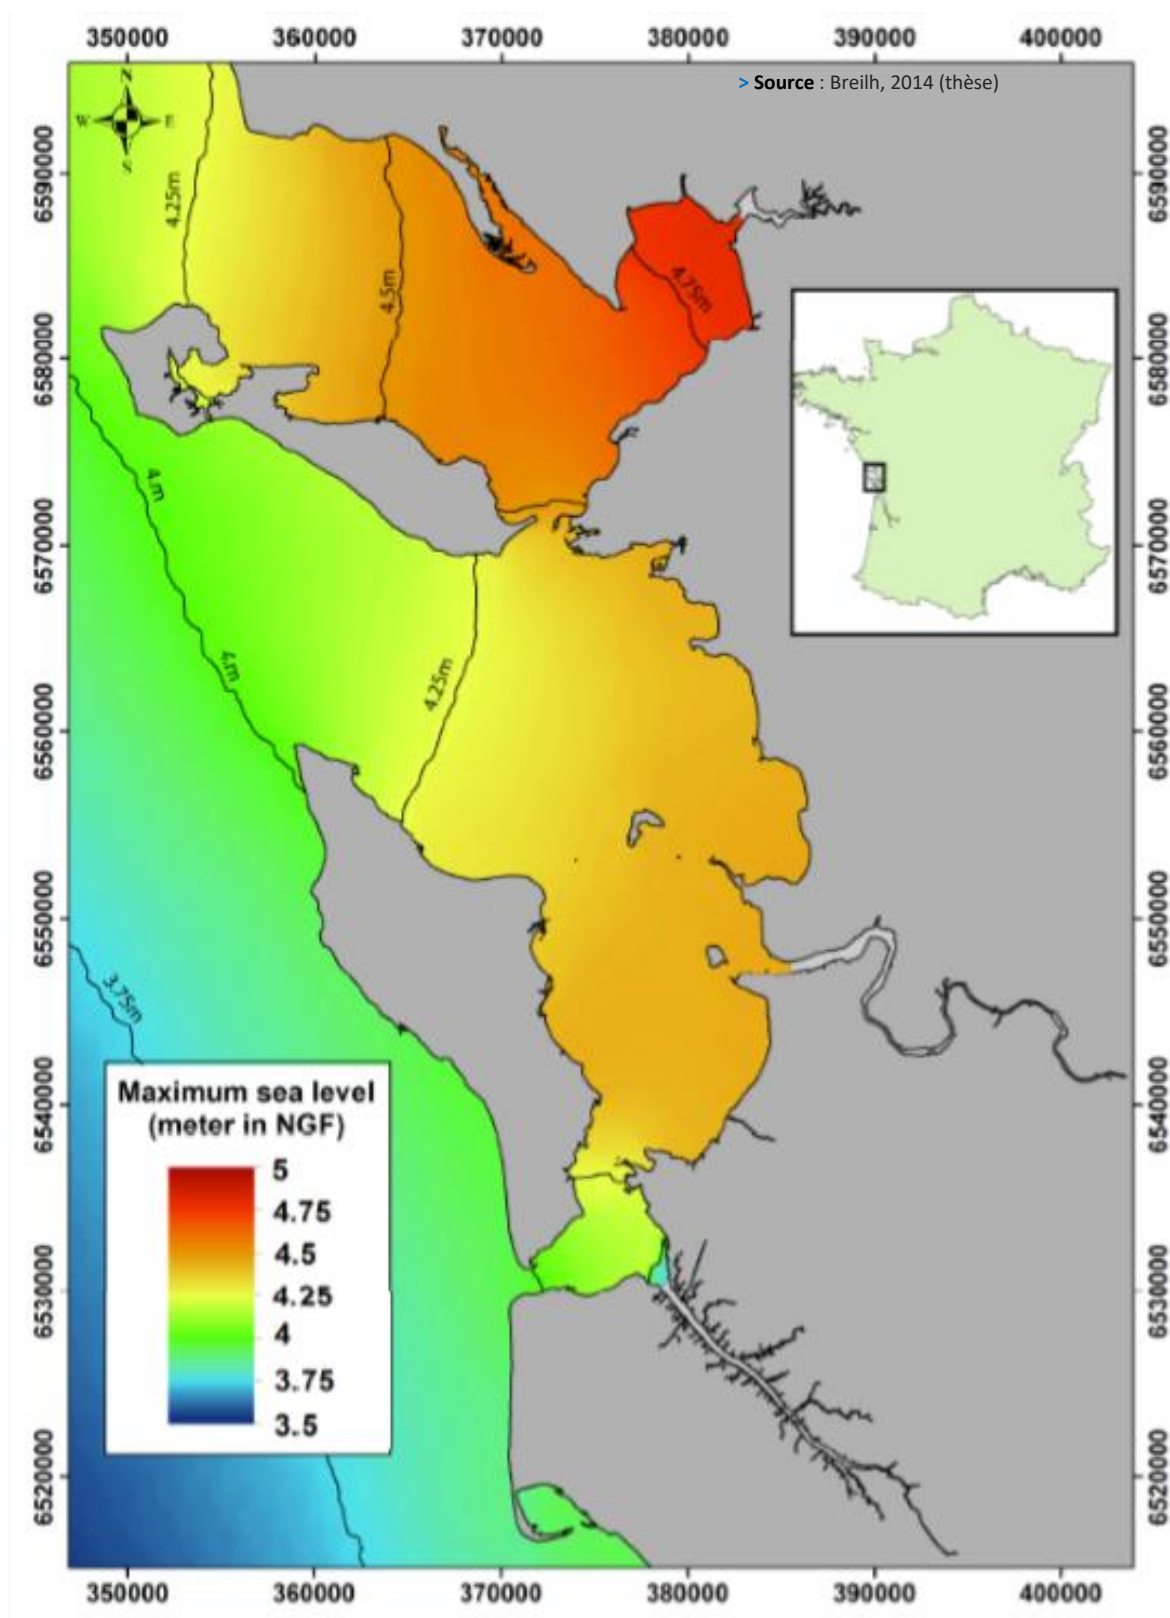 350000 360000 370000 380000 390000 400000
> Source : Breilh, 2014 (thèse)
N
W E
S
6590000 6590000
4.25m
4.5m
4.75m
6580000 6580000
4m
6570000 6570000
4m
4.25m
6560000 6560000
6550000 6550000
3.75m
Maximum sea level
(meter in NGF)
6540000 6540000
5
4.75
4.5
4.25
4
3.75
3.5
6530000 6530000
6520000 6520000
350000 360000 370000 380000 390000 400000